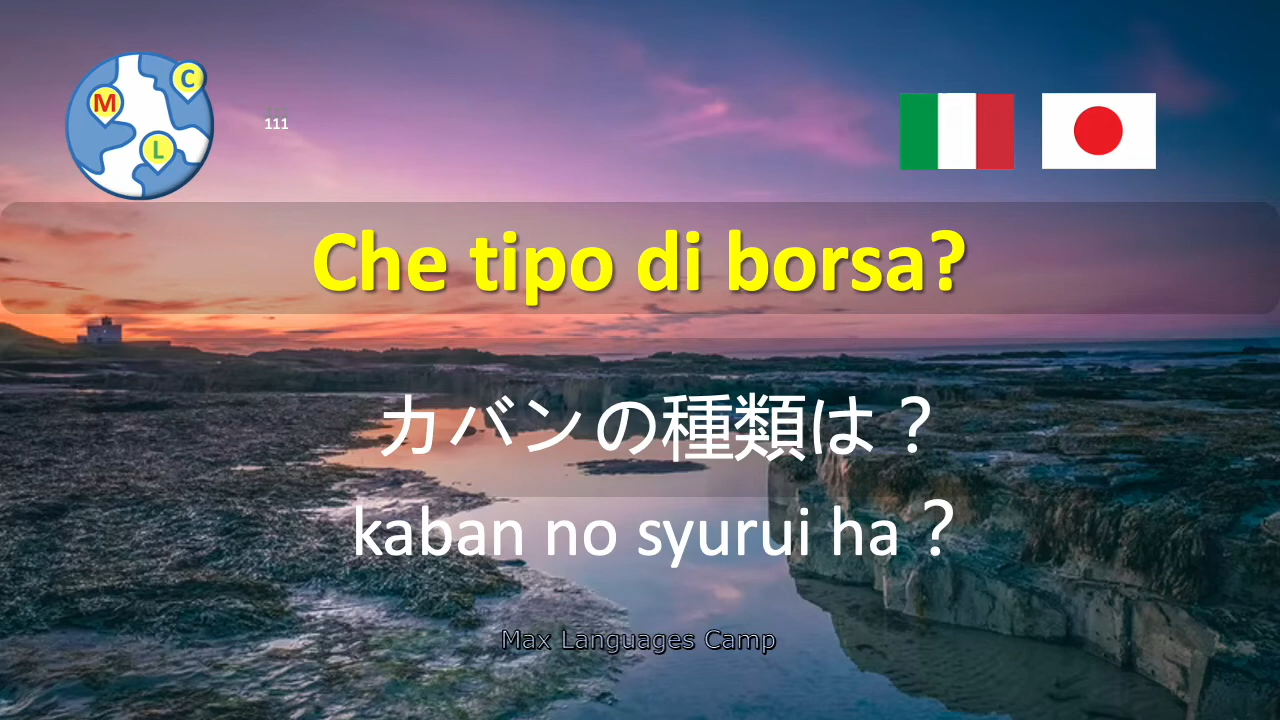 M
C
L
111
Che tipo di borsa?
カバンの種類は？
kaban no syurui ha？
Max Languages Camp